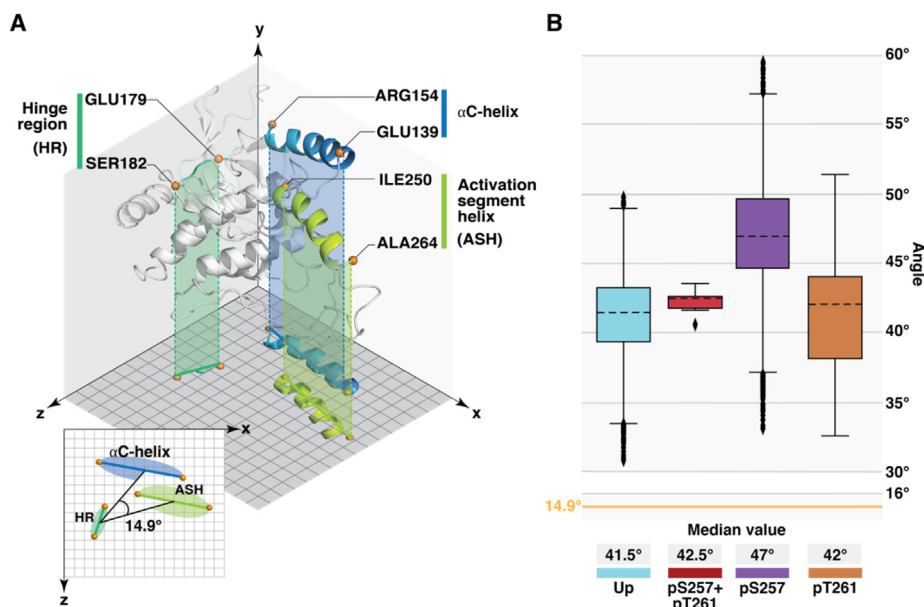 A
y
GLU179
Hinge
region
(HR)
SER182
ARG154
αC-helix
GLU139
ILE250
Activation
segment
helix
(ASH)
ALA264
z
x
x
αC-helix
ASH
HR
14.9°
z
B
60°
55°
50°
45°
Angle
40°
35°
30°
16°
14.9°
Median value
41.5° 42.5° 47° 42°
Up pS257+ pS257 pT261
pT261